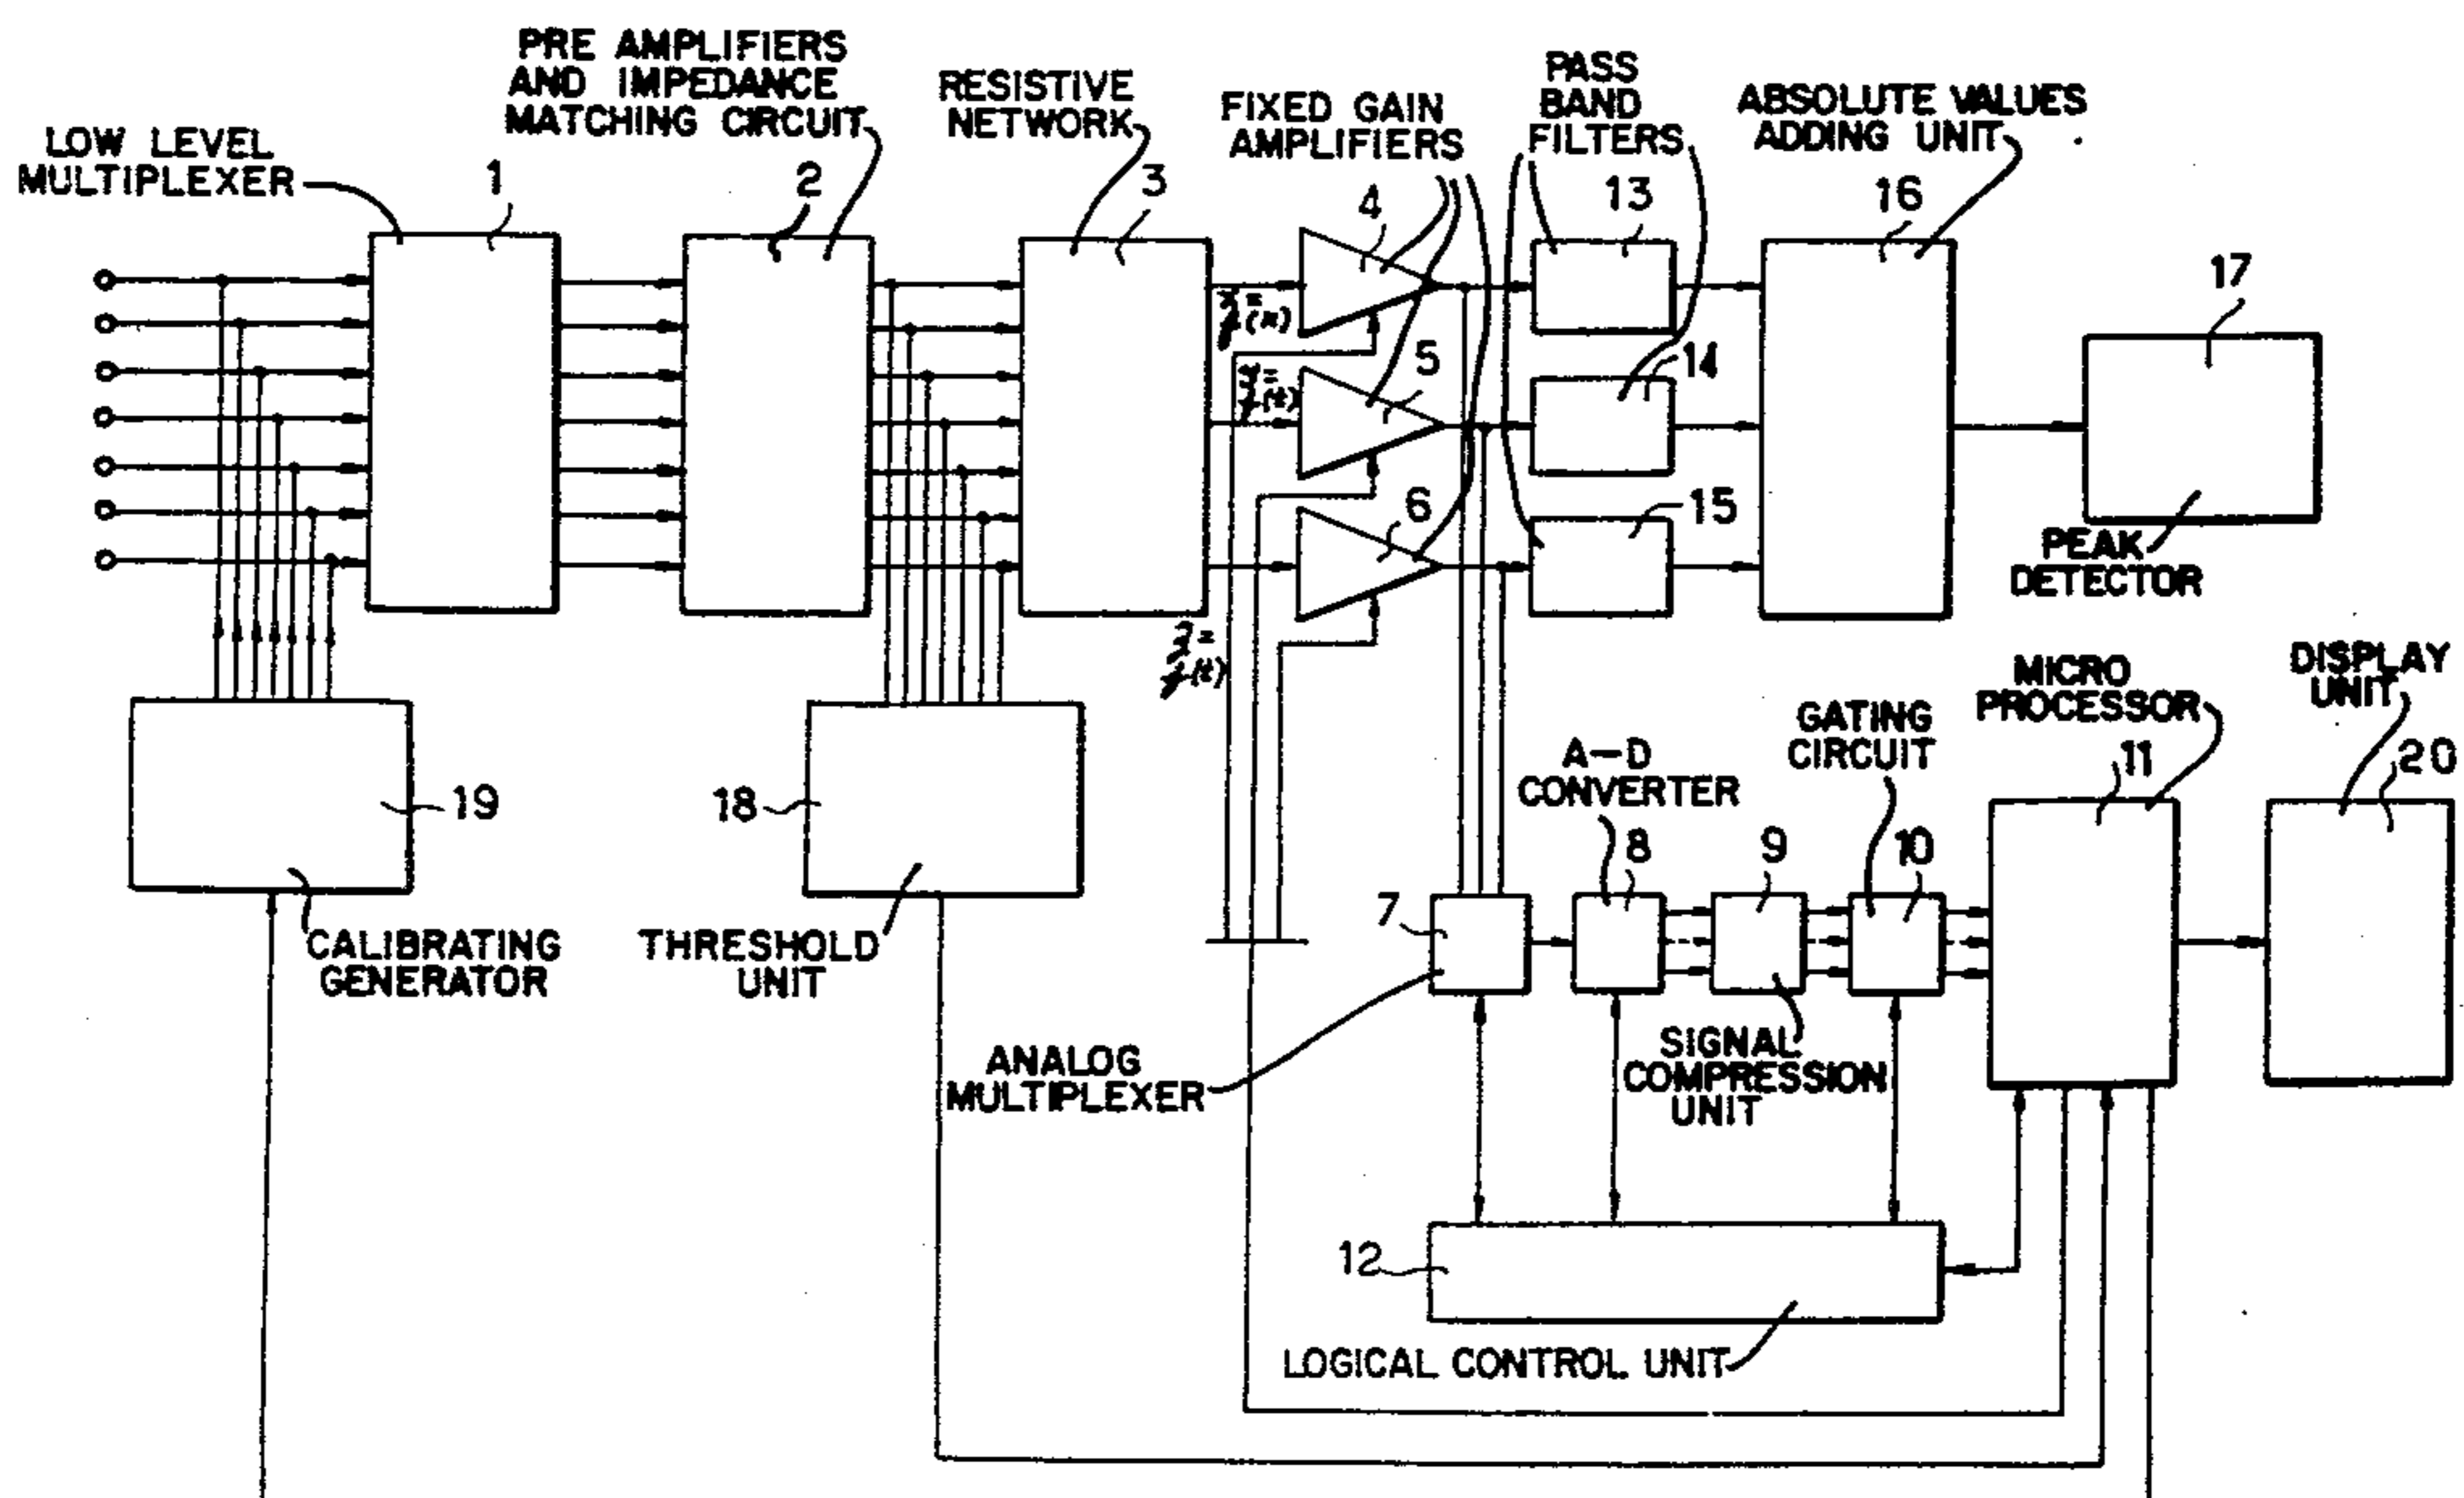 PRE AMPLIFIERS
AND IMPEDANCE
MATCHING CIRCUIT
RESISTIVE
NETWORK
FIXED GAIN
AMPLIFIERS
PASS
BAND
FILTERS
ABSOLUTE VALUES
ADDING UNIT
LOW LEVEL
MULTIPLEXER
1
2
3
4
13
16
17
5
14
6
15
PEAK
DETECTOR
MICRO
PROCESSOR
DISPLAY
UNIT
GATING
CIRCUIT
A-D
CONVERTER
19
18
8
9
10
11
20
7
CALIBRATING
GENERATOR
THRESHOLD
UNIT
ANALOG
MULTIPLEXER
SIGNAL
COMPRESSION
UNIT
12
LOGICAL CONTROL UNIT